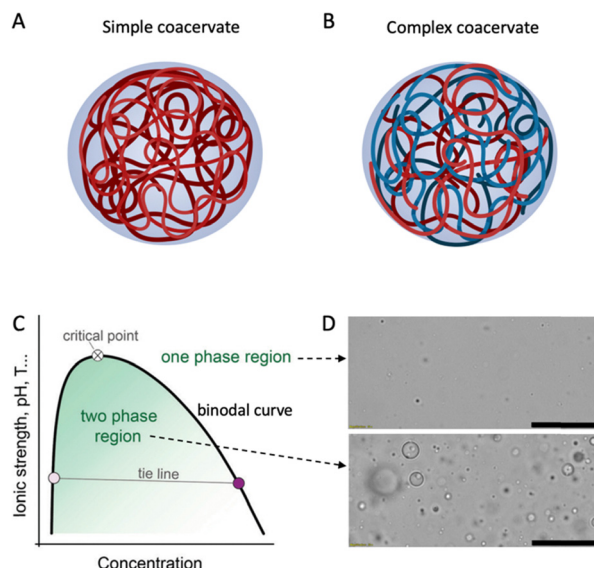 A
Simple coacervate
B
Complex coacervate
C
critical point
one phase region
binodal curve
two phase
region
tie line
Ionic strength, pH, T...
Concentration
D